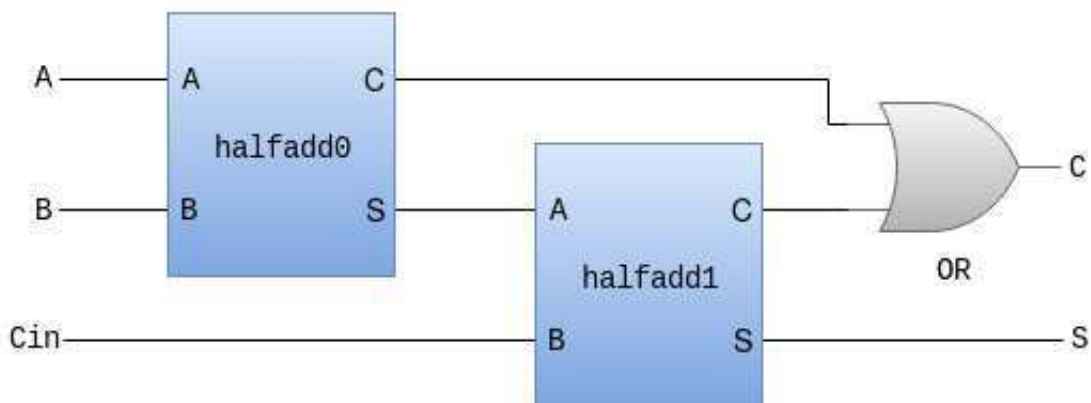 A A C
halfadd0
C
B B S A C
OR
halfadd1
Cin B S S